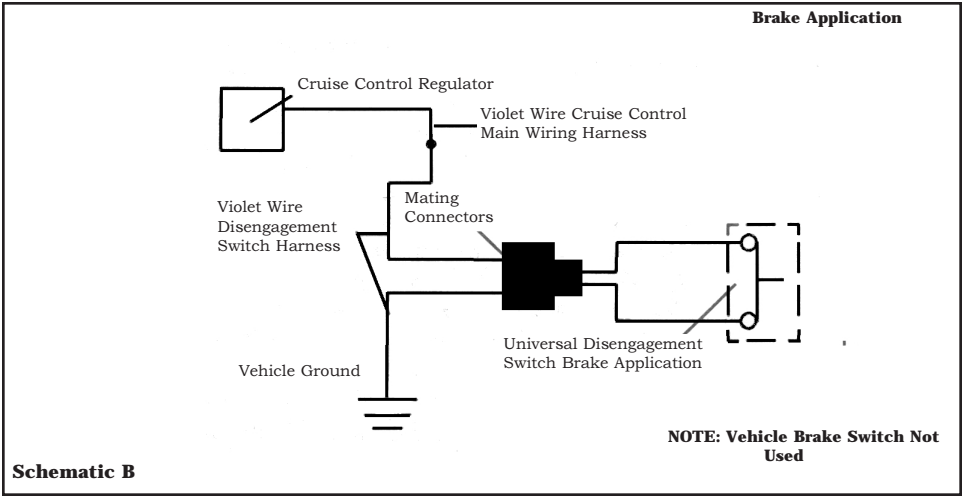 Brake Application
Cruise Control Regulator
Violet Wire Cruise Control
Main Wiring Harness
Mating
Connectors
Violet Wire
Disengagement
Switch Harness
Universal Disengagement
Switch Brake Application
Vehicle Ground
NOTE: Vehicle Brake Switch Not
Used
Schematic B